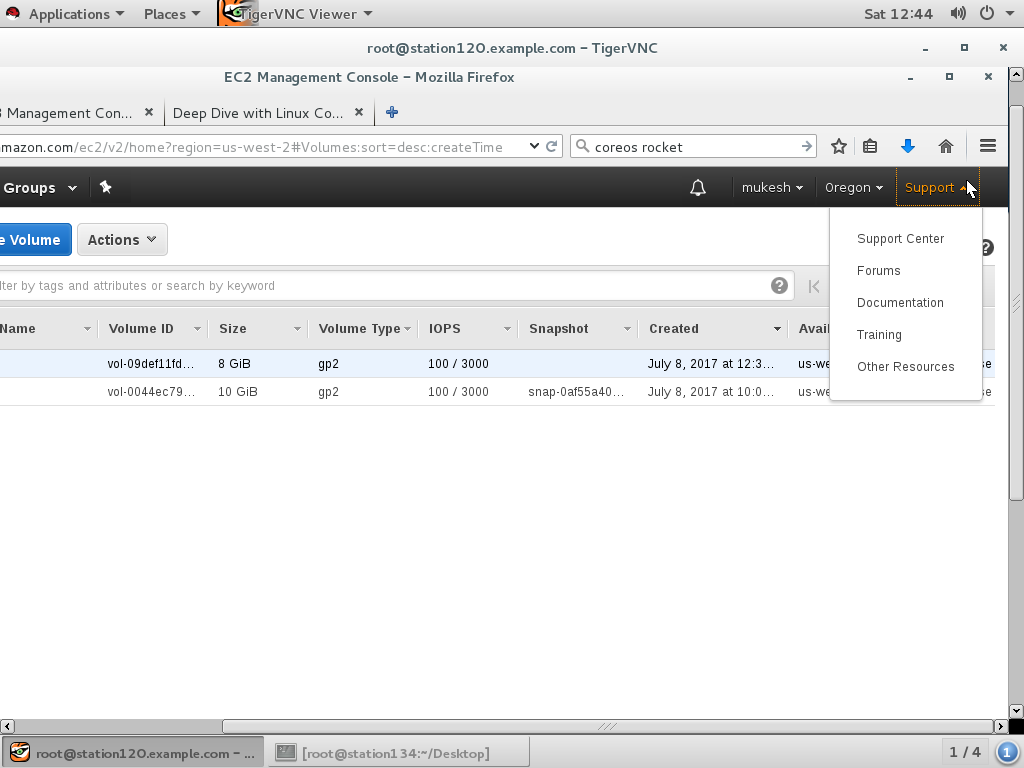 Applications Places TigerVNC Viewer Sat 12:44
root@station120.example.com - TigerVNC
EC2 Management Console - Mozilla Firefox
Management Con... Deep Dive with Linux Co...
mazon.com/ec2/v2/home?region=us-west-2#Volumes:sort=desc:createTime coreos rocket
Groups mukesh Oregon Support
Support Center
e Volume Actions
Forums
lter by tags and attributes or search by keyword
Documentation
Name Volume ID Size Volume Type IOPS Snapshot Created Avail
Training
vol-09def11fd... 8 GiB gp2 100 / 3000 July 8, 2017 at 12:3... us-we se
Other Resources
vol-0044ec79... 10 GiB gp2 100 / 3000 snap-0af55a40... July 8, 2017 at 10:0... us-we se
root@station120.example.com - ... [root@station134:~/Desktop] 1 / 4 1